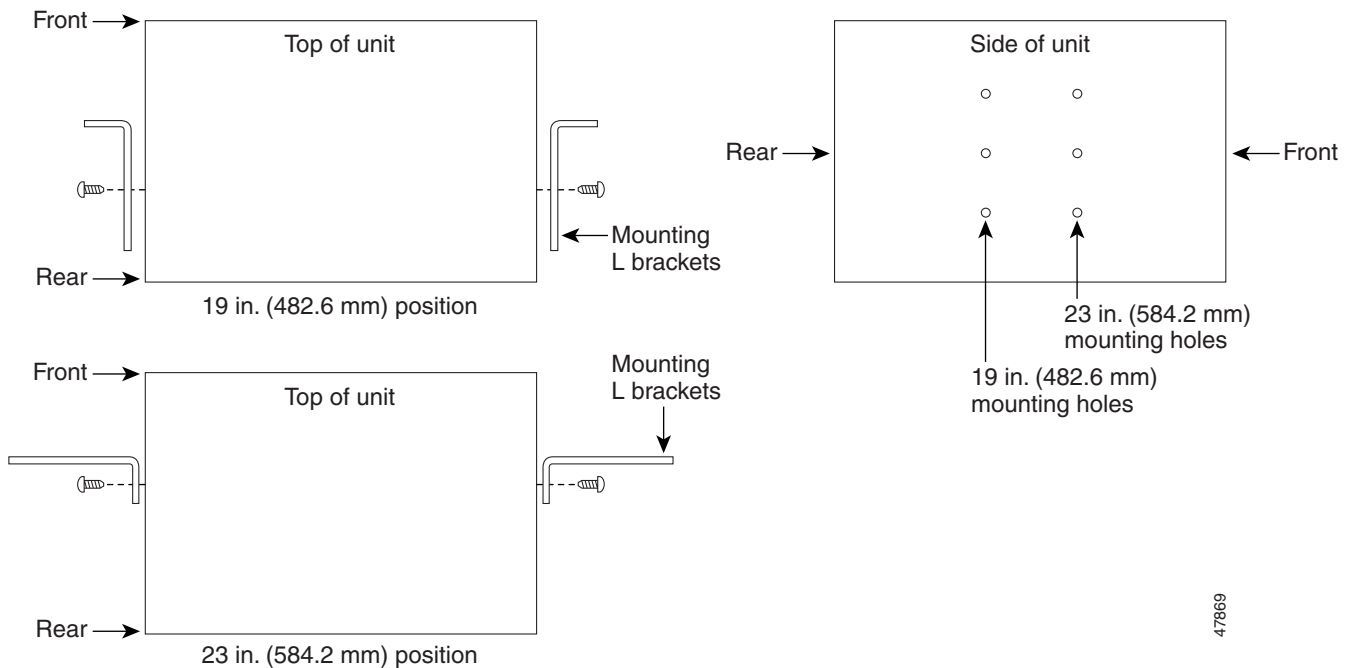 Front
Top of unit
Mounting
L brackets
Rear
19 in. (482.6 mm) position
Side of unit
Rear
Front
23 in. (584.2 mm)
mounting holes
19 in. (482.6 mm)
mounting holes
Front
Top of unit
Mounting
L brackets
Rear
23 in. (584.2 mm) position
47869